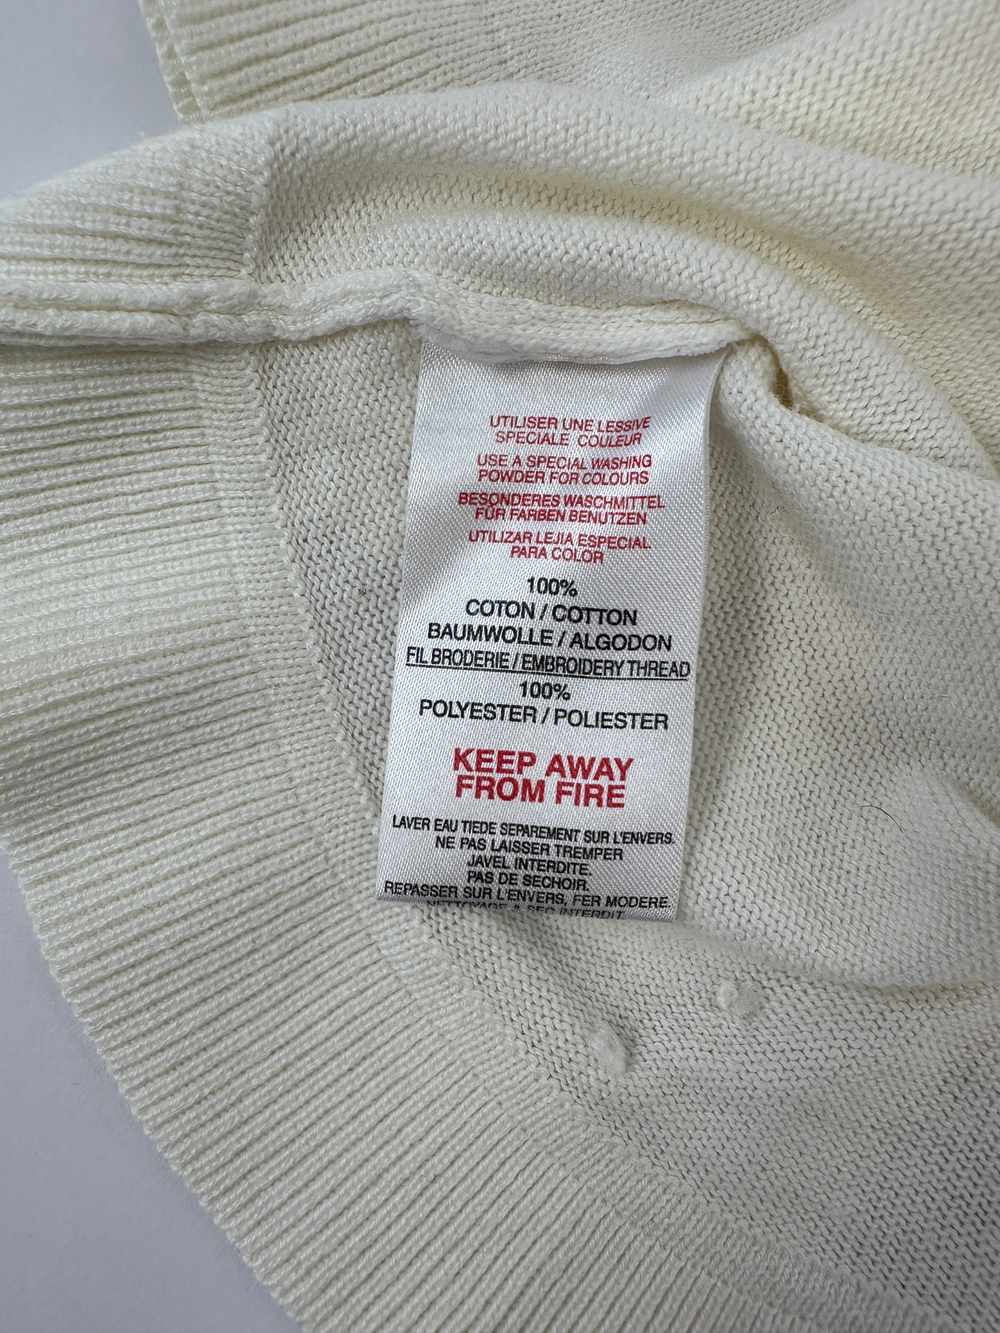 UTILISER UNE LESSIVE
SPECIALE COULEUR
USE A SPECIAL WASHING
POWDER FOR COLOURS
BESONDERES WASCHMITTEL
FÜR FARBEN BENUTZEN
UTILIZAR LEJIA ESPECIAL
PARA COLOR
100%
COTON / COTTON
BAUMWOLLE / ALGODON
FIL BRODERIE / EMBROIDERY THREAD
100%
POLYESTER / POLIESTER
KEEP AWAY
FROM FIRE
LAVER EAU TIEDE SEPAREMENT SUR L'ENVERS.
NE PAS LAISSER TREMPER
JAVEL INTERDITE.
PAS DE SECHOIR.
REPASSER SUR L'ENVERS, FER MODERE.
NETTOYAGE A SEC INTERDIT